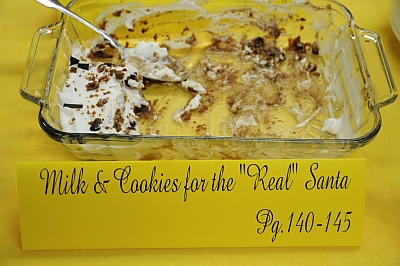 Milk & Cookies for the "Real" Santa
Pg.140-145